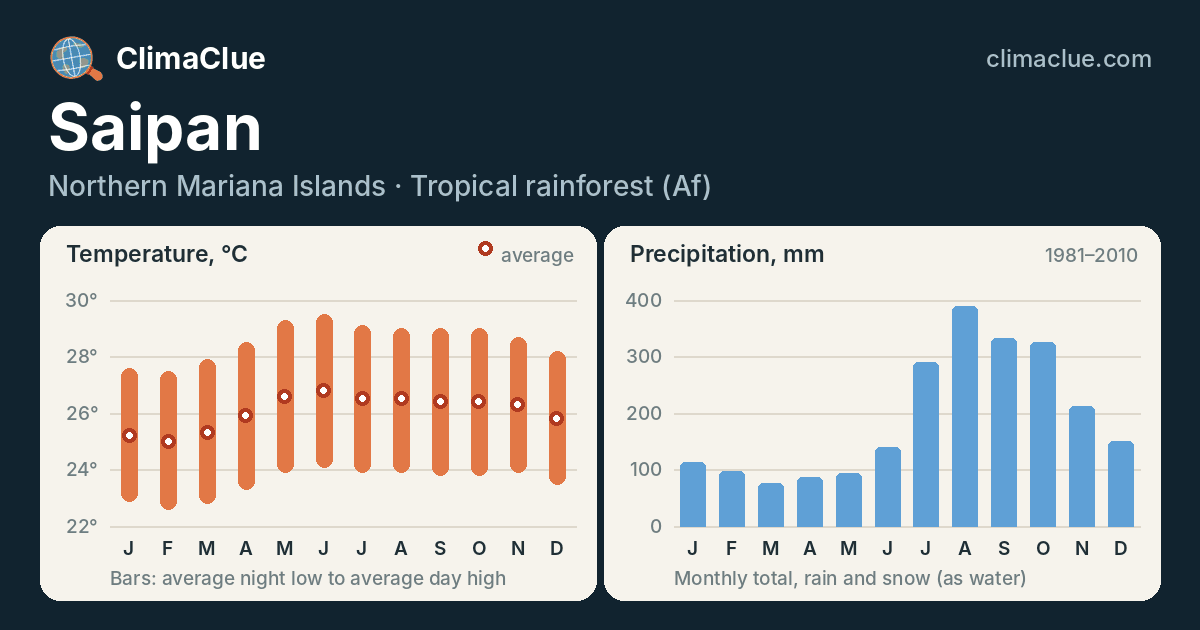 ClimaClue
climaclue.com
Saipan
Northern Mariana Islands · Tropical rainforest (Af)
Temperature, °C
average
30°
28°
26°
24°
22°
J F M A M J J A S O N D
Bars: average night low to average day high
Precipitation, mm
1981–2010
400
300
200
100
0
J F M A M J J A S O N D
Monthly total, rain and snow (as water)